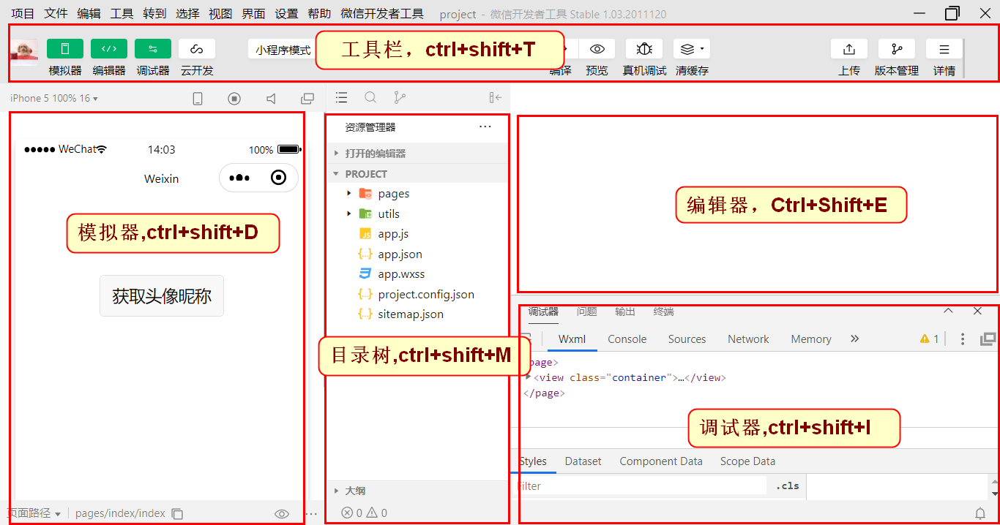 项目 文件 编辑 工具 转到 选择 视图 界面 设置 帮助 微信开发者工具 project - 微信开发者工具 Stable 1.03.2011120
小程序模式 工具栏，ctrl+shift+T
模拟器 编辑器 调试器 云开发 编译 预览 真机调试 清缓存 上传 版本管理 详情
iPhone 5 100% 16
资源管理器
WeChat 14:03 100%
打开的编辑器
Weixin
PROJECT
pages
utils
app.js
app.json
app.wxss
project.config.json
sitemap.json
模拟器,ctrl+shift+D
编辑器，Ctrl+Shift+E
获取头像昵称
目录树,ctrl+shift+M
调试器 问题 输出 终端
Wxml Console Sources Network Memory 1
page>
<view class="container">…</view>
</page>
调试器,ctrl+shift+I
Styles Dataset Component Data Scope Data
Filter .cls
大纲
页面路径 pages/index/index
0 0